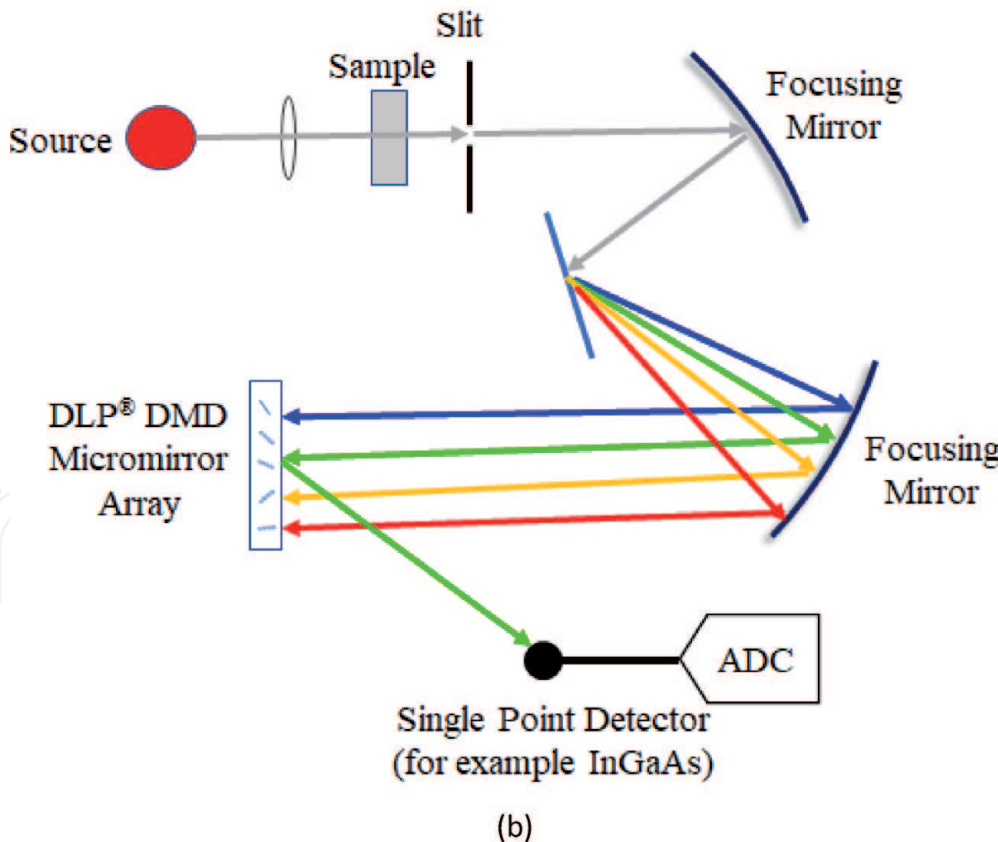 Slit
Sample
Source
Focusing
Mirror
DLP® DMD
Micromirror
Array
Focusing
Mirror
ADC
Single Point Detector
(for example InGaAs)
(b)